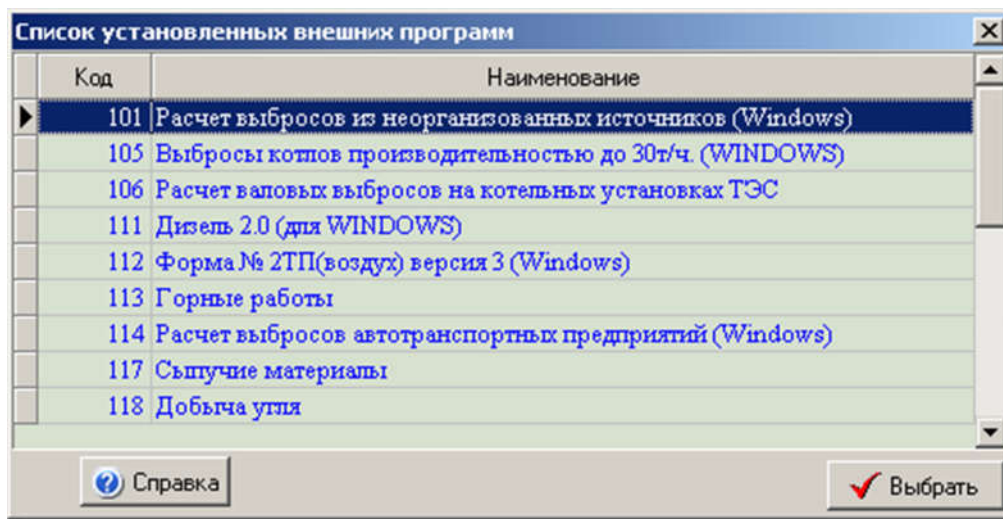 Список установленных внешних программ
Код Наименование
101 Расчет выбросов из неорганизованных источников (Windows)
105 Выбросы котлов производительностью до 30т/ч. (WINDOWS)
106 Расчет валовых выбросов на котельных установках ТЭС
111 Дизель 2.0 (для WINDOWS)
112 Форма № 2ТП(воздух) версия 3 (Windows)
113 Горные работы
114 Расчет выбросов автотранспортных предприятий (Windows)
117 Сыпучие материалы
118 Добыча угля
Справка Выбрать